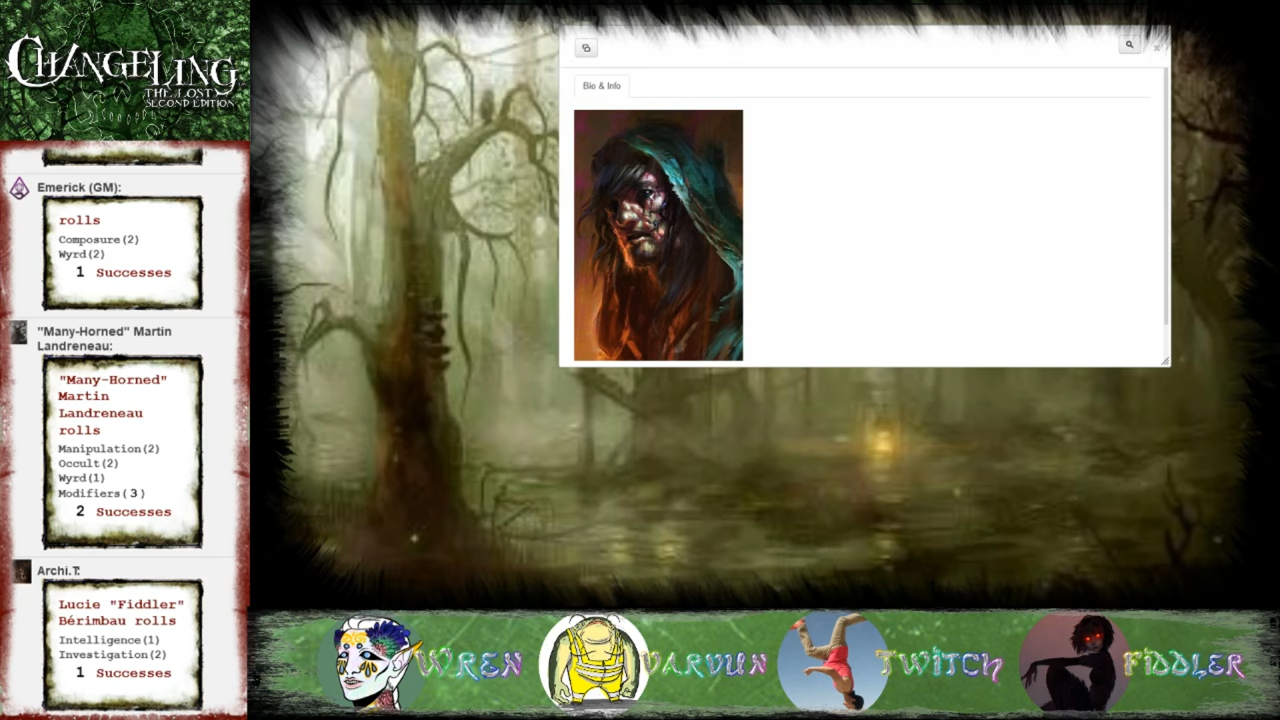 CHANGELING
THE LOST
SECOND EDITION
Emerick (GM):
rolls
Composure(2)
Wyrd(2)
1 Successes
"Many-Horned" Martin
Landreneau:
"Many-Horned"
Martin
Landreneau
rolls
Manipulation(2)
Occult(2)
Wyrd(1)
Modifiers(3)
2 Successes
Archi.T:
Lucie "Fiddler"
Bérimbau rolls
Intelligence(1)
Investigation(2)
1 Successes
Bio & Info
WREN
VARVUN
TWITCH
FIDDLER